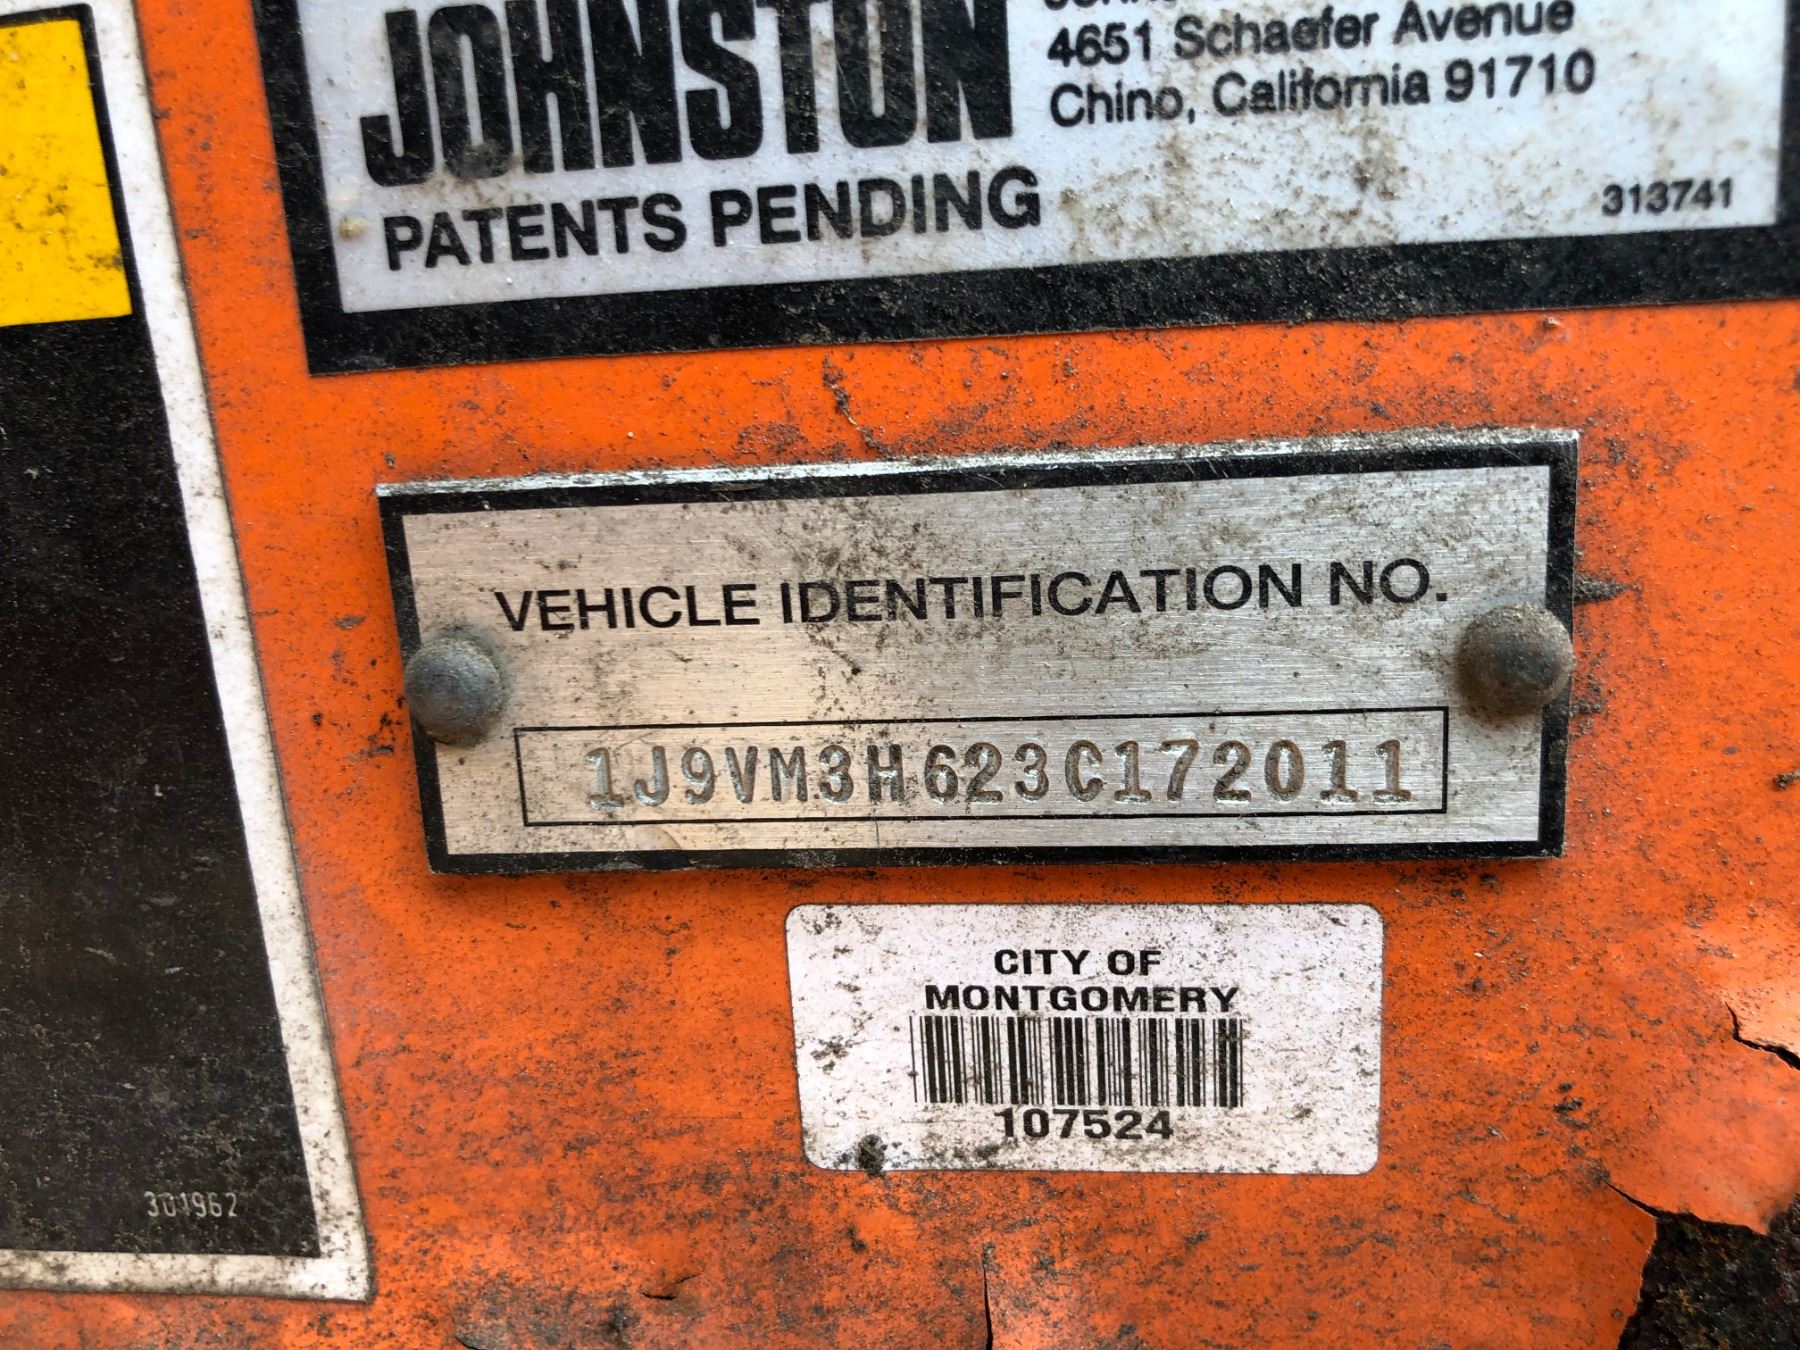 JOHNSTON
4651 Schaefer Avenue
Chino, California 91710
PATENTS PENDING
313741
VEHICLE IDENTIFICATION NO.
1J9VM3H623C172011
CITY OF
MONTGOMERY
107524
301962